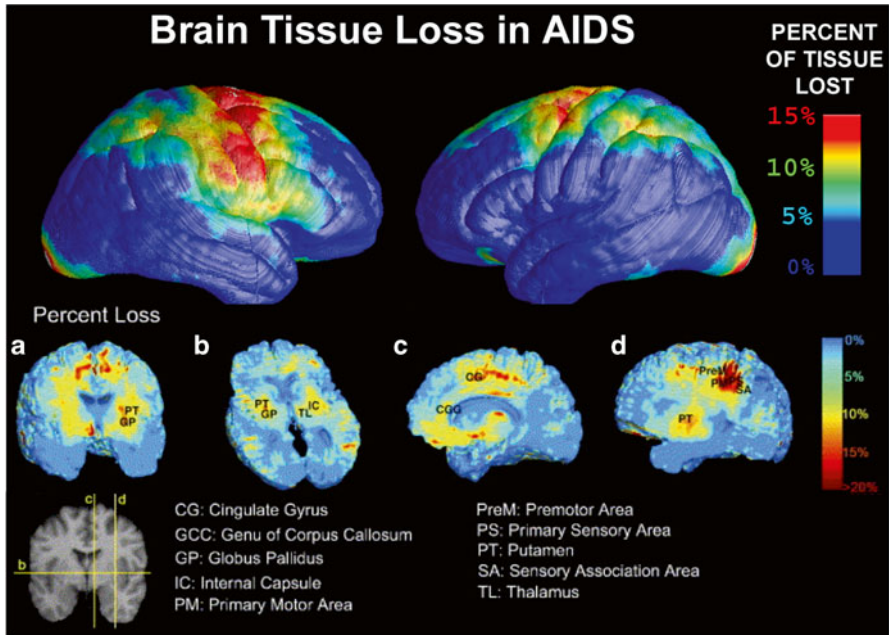 Brain Tissue Loss in AIDS
PERCENT
OF TISSUE
LOST
15%
10%
5%
0%
Percent Loss
a
b
c
d
PT
GP
PT
GP
IC
TL
CG
CGG
PreM
PM
PS
SA
PT
0%
5%
10%
15%
>20%
c
d
b
CG: Cingulate Gyrus
GCC: Genu of Corpus Callosum
GP: Globus Pallidus
IC: Internal Capsule
PM: Primary Motor Area
PreM: Premotor Area
PS: Primary Sensory Area
PT: Putamen
SA: Sensory Association Area
TL: Thalamus